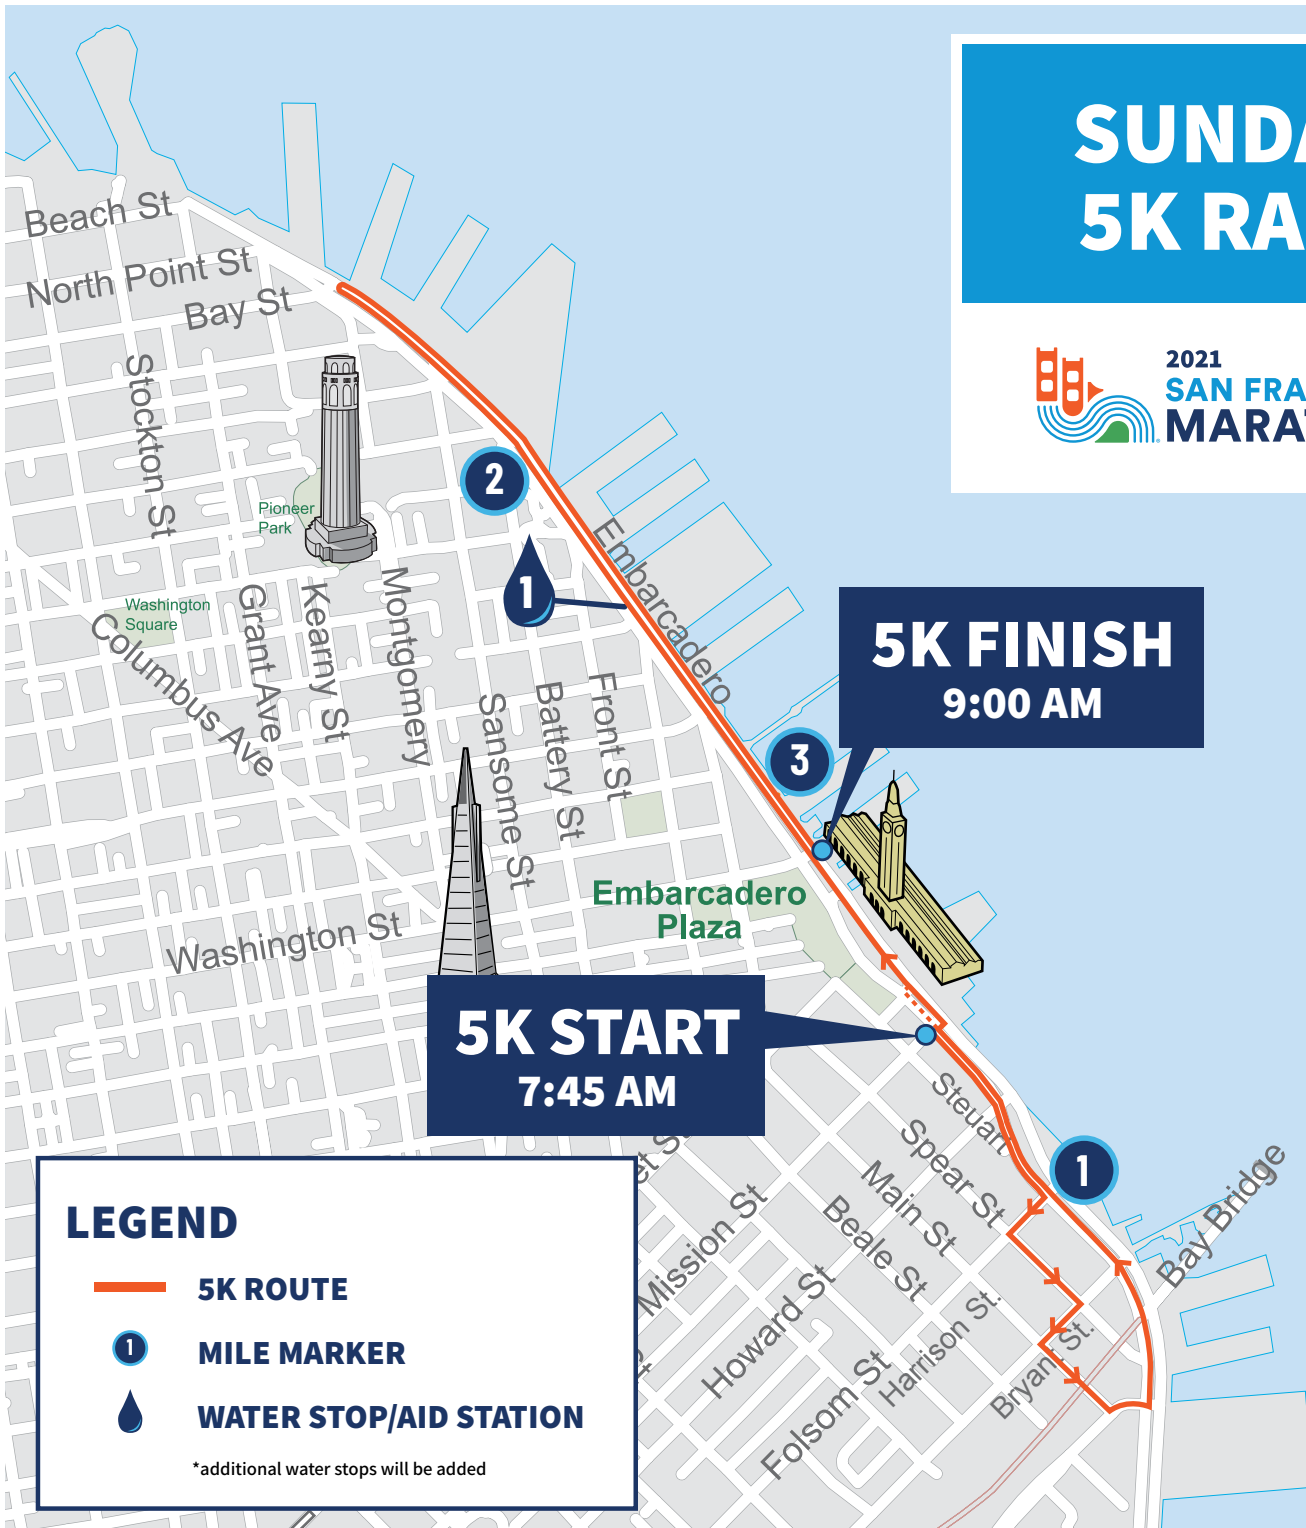 SUNDA
5K RA
2021
SAN FRA
MARAT
Beach St
North Point St
Bay St
Stockton St
Pioneer
Park
Washington
Square
Columbus Ave
Grant Ave
Kearny St
Montgomery
Sansome St
Battery St
Front St
Embarcadero
2
1
3
5K FINISH
9:00 AM
Embarcadero
Plaza
Washington St
5K START
7:45 AM
Steuart
Spear St
Main St
Beale St
1
Bay Bridge
Mission St
Howard St
Folsom St
Harrison St.
Bryant St.
LEGEND
5K ROUTE
1
MILE MARKER
WATER STOP/AID STATION
*additional water stops will be added